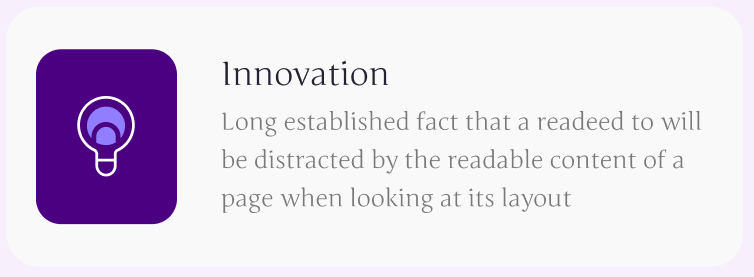 Innovation
Long established fact that a readeed to will
be distracted by the readable content of a
page when looking at its layout